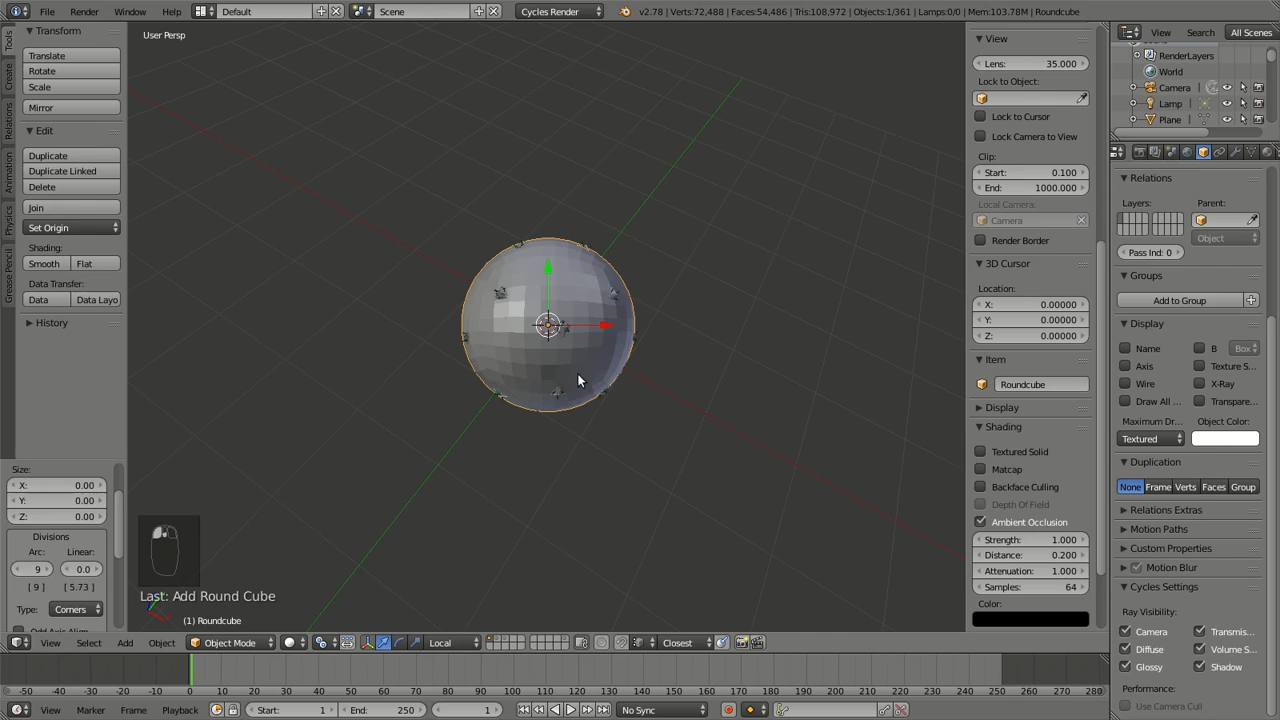 File Render Window Help Default Scene Cycles Render v2.78 | Verts:72,488 | Faces:54,486 | Tris:108,972 | Objects:1/361 | Lamps:0/0 | Mem:103.78M | Roundcube
View Search All Scenes
Tools
Create
Relations
Animation
Physics
Grease Pencil
Transform
Translate
Rotate
Scale
Mirror
Edit
Duplicate
Duplicate Linked
Delete
Join
Set Origin
Shading:
Smooth Flat
Data Transfer:
Data Data Layo
History
Size:
X: 0.00
Y: 0.00
Z: 0.00
Divisions
Arc: Linear:
9 0.0
[ 9 ] [ 5.73 ]
Type: Corners
User Persp
Last: Add Round Cube
(1) Roundcube
View
Lens: 35.000
Lock to Object:
Lock to Cursor
Lock Camera to View
Clip:
Start: 0.100
End: 1000.000
Local Camera:
Camera
Render Border
3D Cursor
Location:
X: 0.00000
Y: 0.00000
Z: 0.00000
Item
Roundcube
Display
Shading
Textured Solid
Matcap
Backface Culling
Depth Of Field
Ambient Occlusion
Strength: 1.000
Distance: 0.200
Attenuation: 1.000
Samples: 64
Color:
RenderLayers
World
Camera
Lamp
Plane
Relations
Layers: Parent:
Object
Pass Ind: 0
Groups
Add to Group
Display
Name B Box
Axis Texture S...
Wire X-Ray
Draw All ... Transpare...
Maximum Dr... Object Color:
Textured
Duplication
None Frame Verts Faces Group
Relations Extras
Motion Paths
Custom Properties
Motion Blur
Cycles Settings
Ray Visibility:
Camera Transmis...
Diffuse Volume S...
Glossy Shadow
Performance:
Use Camera Cull
View Select Add Object Object Mode Local Closest
-50 -40 -30 -20 -10 0 10 20 30 40 50 60 70 80 90 100 110 120 130 140 150 160 170 180 190 200 210 220 230 240 250 260 270 280
View Marker Frame Playback Start: 1 End: 250 1 No Sync